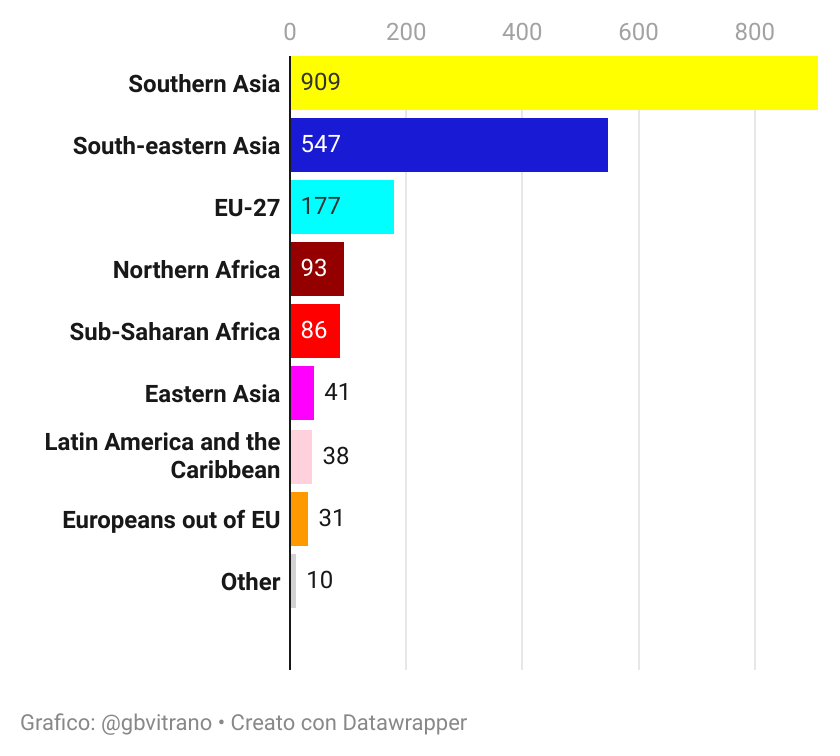 0 200 400 600 800
Southern Asia 909
South-eastern Asia 547
EU-27 177
Northern Africa 93
Sub-Saharan Africa 86
Eastern Asia 41
Latin America and the
Caribbean 38
Europeans out of EU 31
Other 10
Grafico: @gbvitrano • Creato con Datawrapper